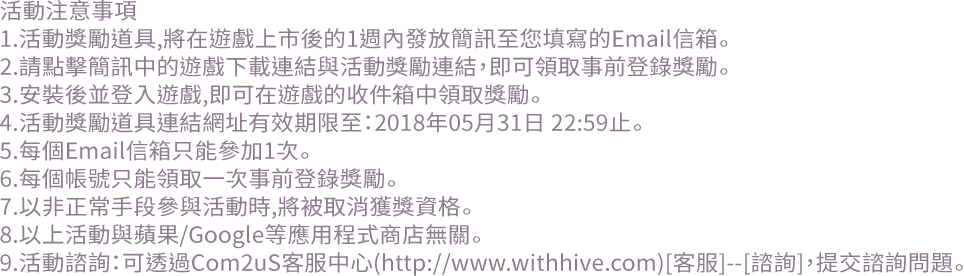 活動注意事項
1.活動獎勵道具,將在遊戲上市後的1週內發放簡訊至您填寫的Email信箱。
2.請點擊簡訊中的遊戲下載連結與活動獎勵連結，即可領取事前登錄獎勵。
3.安裝後並登入遊戲,即可在遊戲的收件箱中領取獎勵。
4.活動獎勵道具連結網址有效期限至：2018年05月31日 22:59止。
5.每個Email信箱只能參加1次。
6.每個帳號只能領取一次事前登錄獎勵。
7.以非正常手段參與活動時,將被取消獲獎資格。
8.以上活動與蘋果/Google等應用程式商店無關。
9.活動諮詢：可透過Com2uS客服中心(http://www.withhive.com)[客服]--[諮詢]，提交諮詢問題。